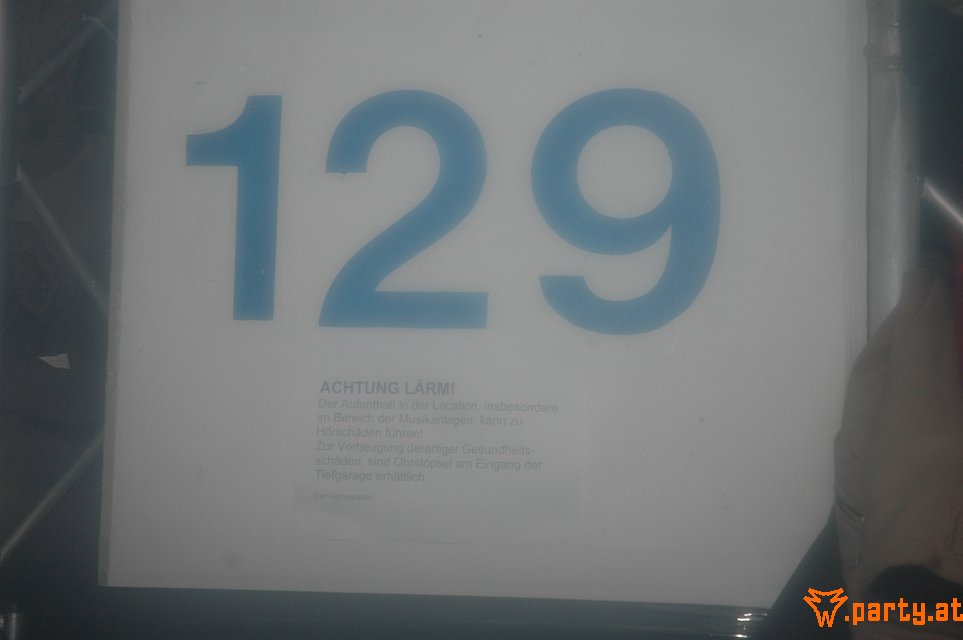 129
ACHTUNG LÄRM!
Der Aufenthalt in der Location, insbesondere
im Bereich der Musikanlagen, kann zu
Hörschäden führen!
Zur Vorbeugung derartiger Gesundheits-
schäden, sind Ohrstöpsel am Eingang der
Tiefgarage erhältlich.
Der Veranstalter
.party.at